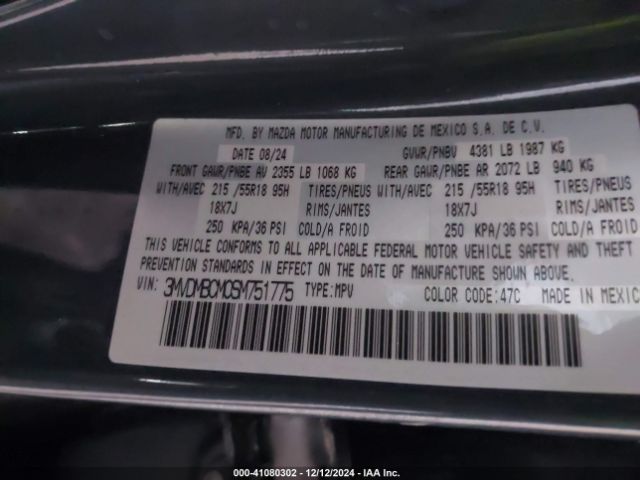 MFD. BY MAZDA MOTOR MANUFACTURING DE MEXICO S.A. DE C.V.
DATE 08/24 GVWR/PNBV 4381 LB 1987 KG
FRONT GAWR/PNBE AV 2355 LB 1068 KG REAR GAWR/PNBE AR 2072 LB 940 KG
WITH/AVEC 215 /55R18 95H TIRES/PNEUS WITH/AVEC 215 /55R18 95H TIRES/PNEUS
18X7J RIMS/JANTES 18X7J RIMS/JANTES
250 KPA/36 PSI COLD/A FROID 250 KPA/36 PSI COLD/A FROID
THIS VEHICLE CONFORMS TO ALL APPLICABLE FEDERAL MOTOR VEHICLE SAFETY AND THEFT
PREVENTION STANDARDS IN EFFECT ON THE DATE OF MANUFACTURE SHOWN ABOVE.
VIN: 3MVDMBCM0SM751775 TYPE:MPV COLOR CODE:47C MADE IN MEXICO
000-41080302 - 12/12/2024 - IAA Inc.